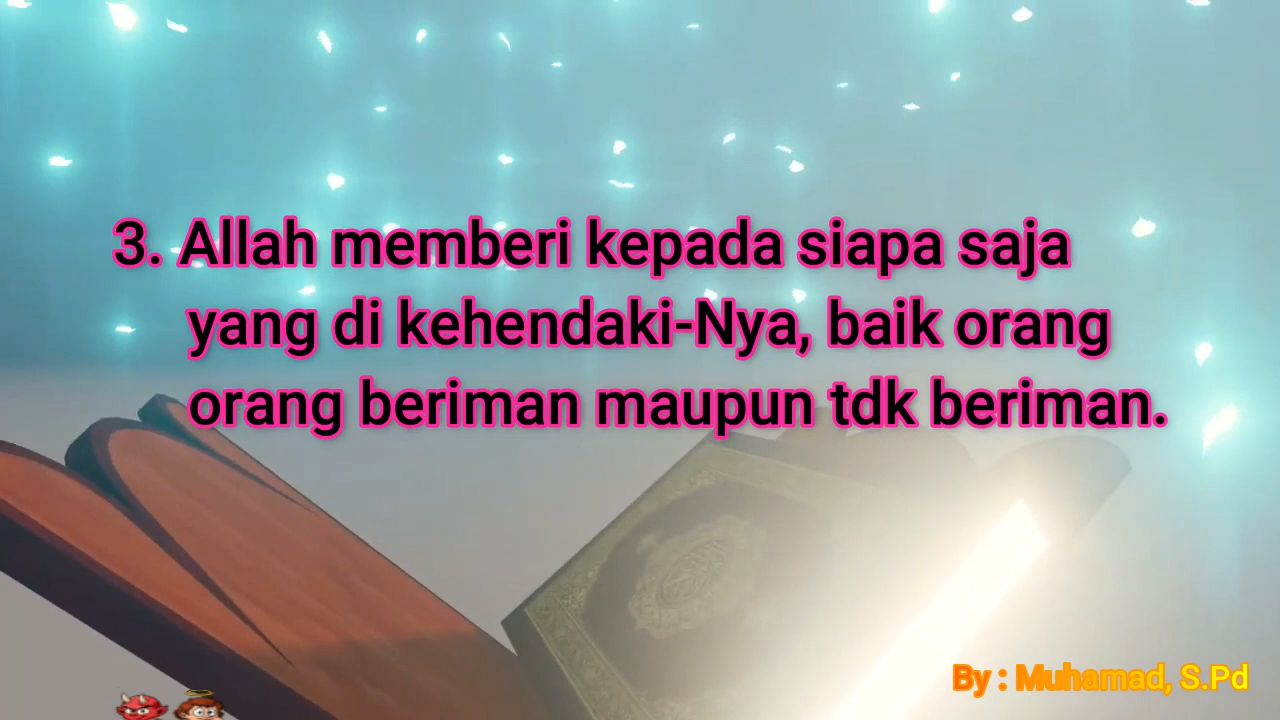 3. Allah memberi kepada siapa saja
yang di kehendaki-Nya, baik orang
orang beriman maupun tdk beriman.
By : Muhamad, S.Pd